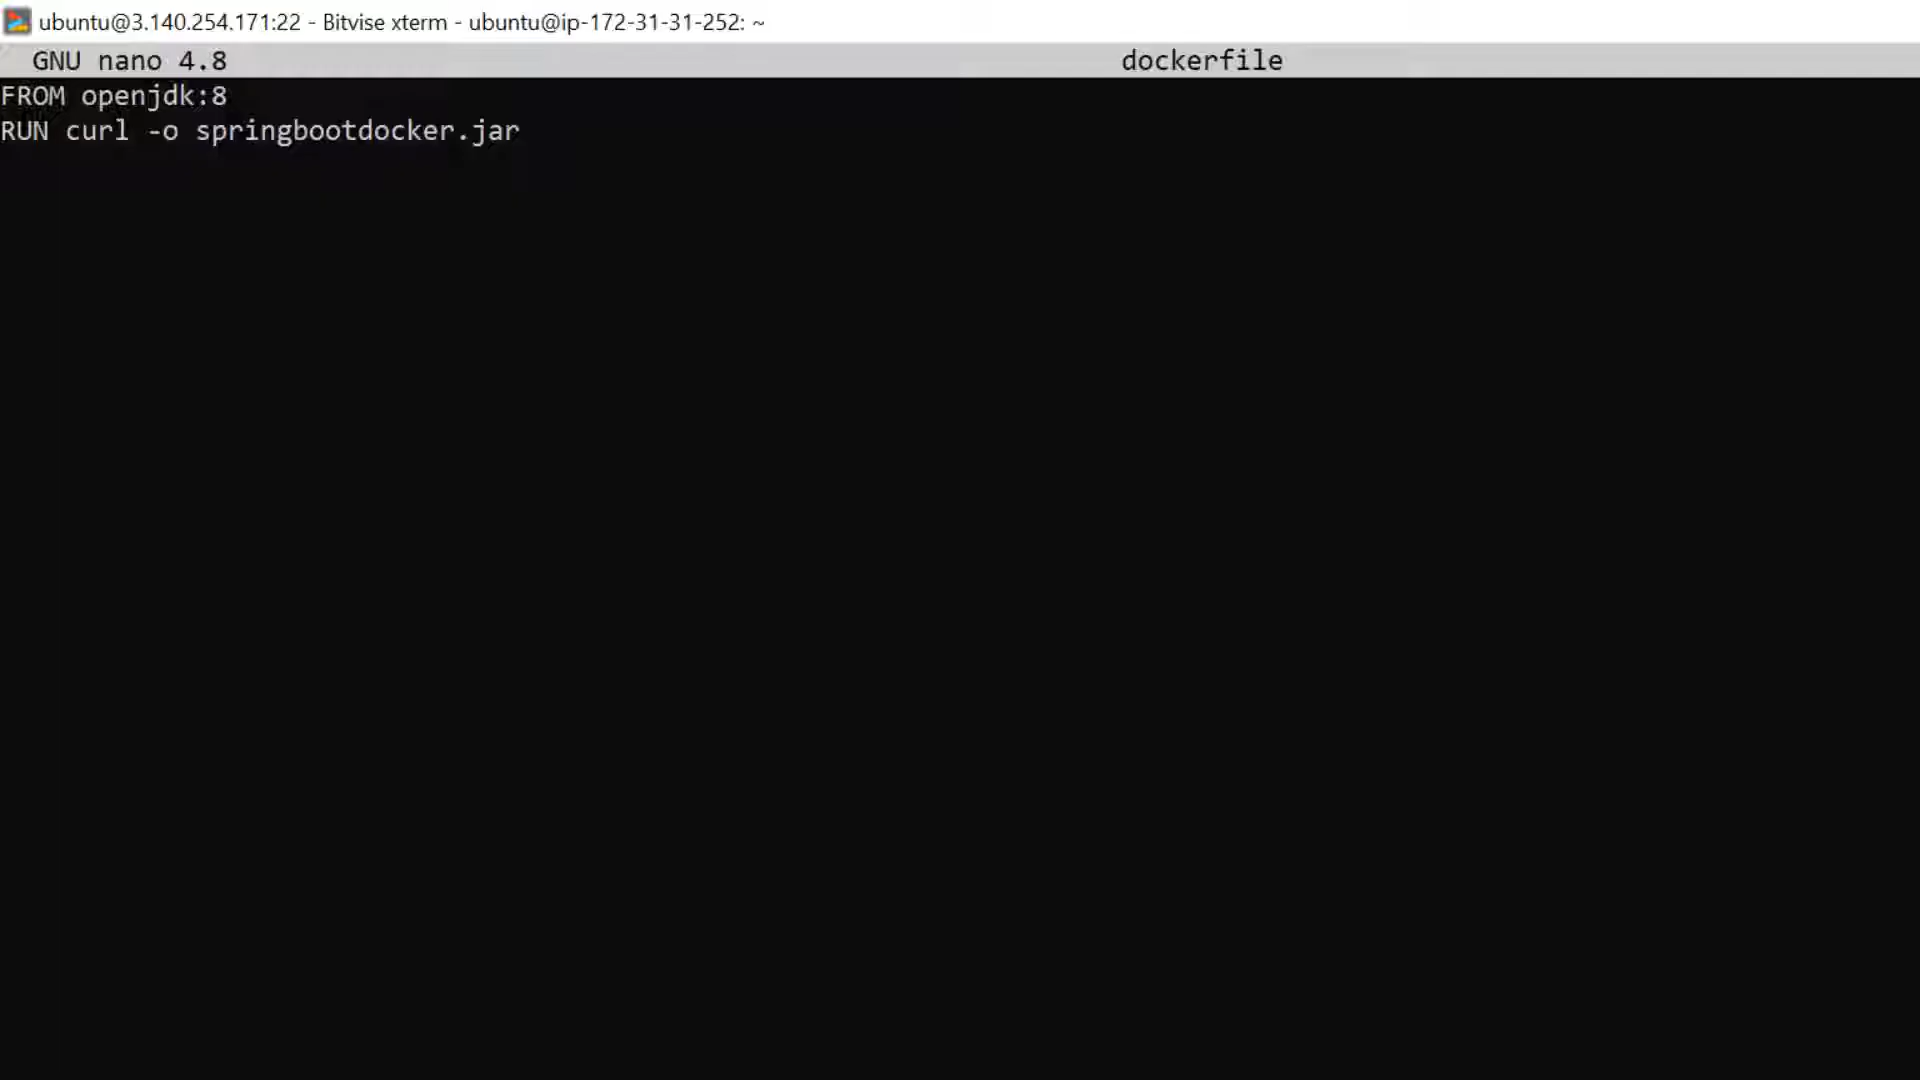 ubuntu@3.140.254.171:22 - Bitvise xterm - ubuntu@ip-172-31-31-252: ~
GNU nano 4.8 dockerfile
FROM openjdk:8
RUN curl -o springbootdocker.jar